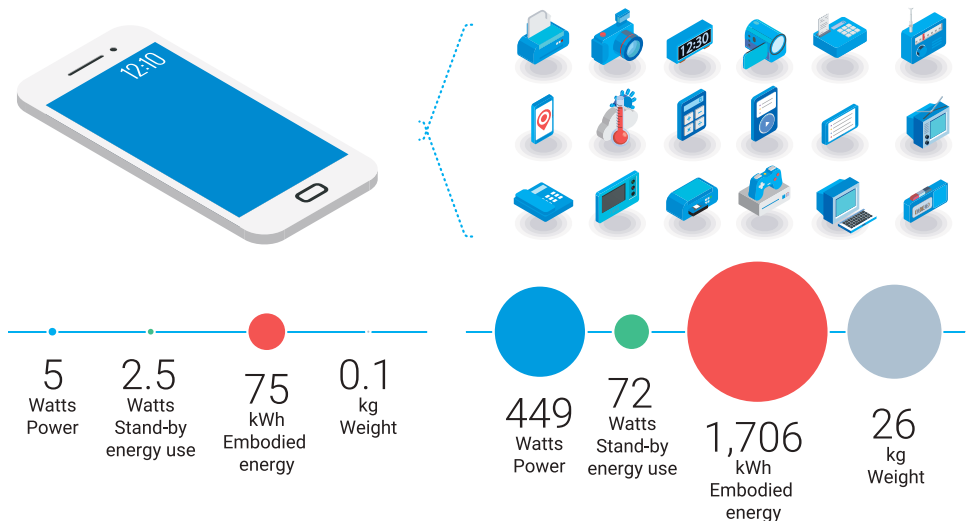 12:10
12:30
5
Watts
Power
2.5
Watts
Stand-by
energy use
75
kWh
Embodied
energy
0.1
kg
Weight
449
Watts
Power
72
Watts
Stand-by
energy use
1,706
kWh
Embodied
energy
26
kg
Weight